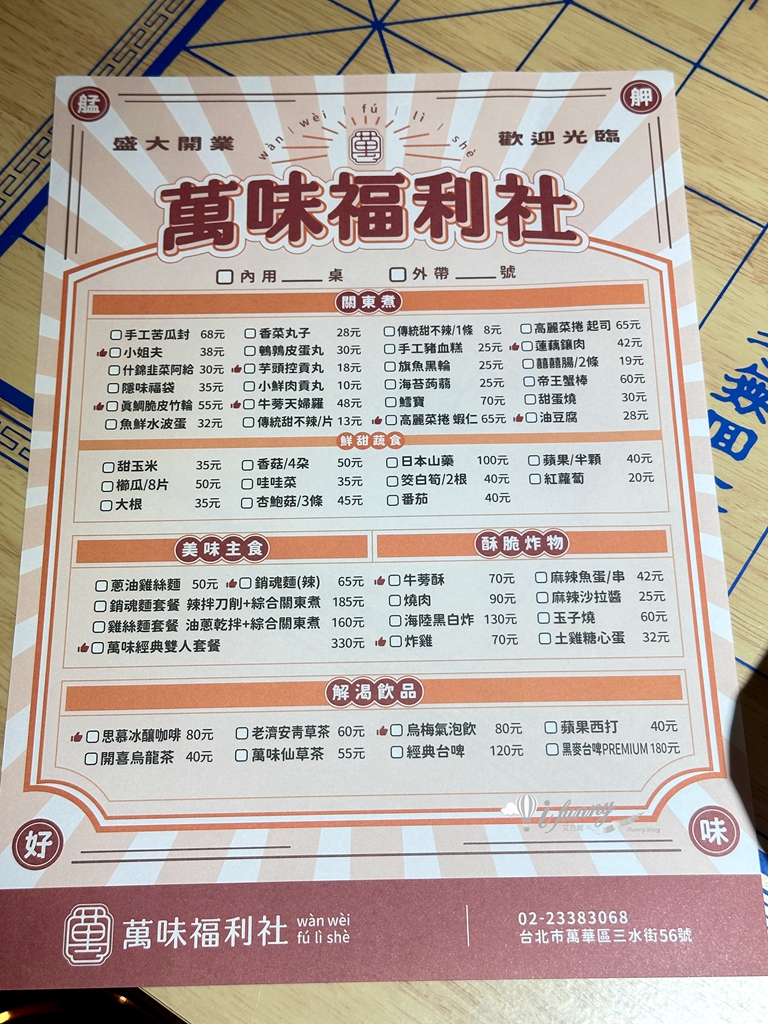 艋 舺
盛大開業 wàn wèi fú lì shè 歡迎光臨
萬
萬味福利社
內用 桌 外帶 號
關東煮
手工苦瓜封 68元 香菜丸子 28元 傳統甜不辣/1條 8元 高麗菜捲 起司 65元
小姐夫 38元 鵪鶉皮蛋丸 30元 手工豬血糕 25元 蓮藕鑲肉 42元
什錦韭菜阿給 30元 芋頭控貢丸 18元 旗魚黑輪 25元 囍囍腸/2條 19元
隱味福袋 35元 小鮮肉貢丸 10元 海苔蒟蒻 25元 帝王蟹棒 60元
真鯛脆皮竹輪 55元 牛蒡天婦羅 48元 鱈寶 70元 甜蛋燒 30元
魚鮮水波蛋 32元 傳統甜不辣/片 13元 高麗菜捲 蝦仁 65元 油豆腐 28元
鮮甜蔬食
甜玉米 35元 香菇/4朶 50元 日本山藥 100元 蘋果/半顆 40元
櫛瓜/8片 50元 哇哇菜 35元 筊白筍/2根 40元 紅蘿蔔 20元
大根 35元 杏鮑菇/3條 45元 番茄 40元
美味主食 酥脆炸物
蔥油雞絲麵 50元 銷魂麵(辣) 65元 牛蒡酥 70元 麻辣魚蛋/串 42元
銷魂麵套餐 辣拌刀削+綜合關東煮 185元 燒肉 90元 麻辣沙拉醬 25元
雞絲麵套餐 油蔥乾拌+綜合關東煮 160元 海陸黑白炸 130元 玉子燒 60元
萬味經典雙人套餐 330元 炸雞 70元 土雞糖心蛋 32元
解渴飲品
思慕冰釀咖啡 80元 老濟安青草茶 60元 烏梅氣泡飲 80元 蘋果西打 40元
開喜烏龍茶 40元 萬味仙草茶 55元 經典台啤 120元 黑麥台啤PREMIUM 180元
ifunny
ifunny.blog
好 味
萬 萬味福利社 wàn wèi
fú lì shè
02-23383068
台北市萬華區三水街56號